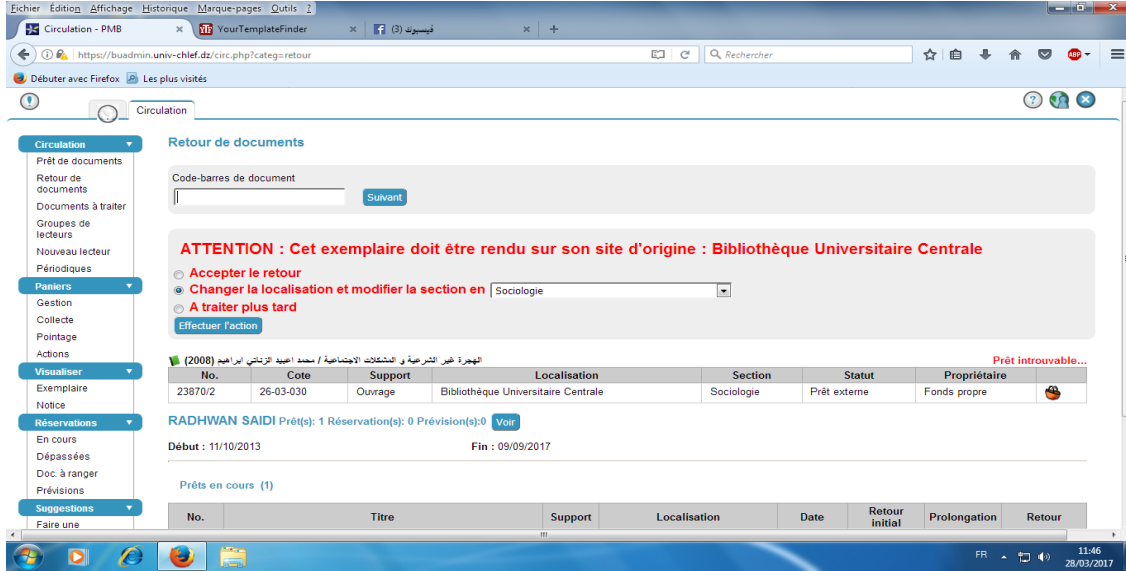 Fichier Édition Affichage Historique Marque-pages Outils ?
Circulation - PMB × YourTemplateFinder × (3) فيسبوك × +
https://buadmin.univ-chlef.dz/circ.php?categ=retour Rechercher ABP
Débuter avec Firefox Les plus visités
Circulation
Circulation
Prêt de documents
Retour de documents
Documents à traiter
Groupes de lecteurs
Nouveau lecteur
Périodiques
Paniers
Gestion
Collecte
Pointage
Actions
Visualiser
Exemplaire
Notice
Réservations
En cours
Dépassées
Doc. à ranger
Prévisions
Suggestions
Faire une
Retour de documents
Code-barres de document
Suivant
ATTENTION : Cet exemplaire doit être rendu sur son site d'origine : Bibliothèque Universitaire Centrale
Accepter le retour
Changer la localisation et modifier la section en Sociologie
A traiter plus tard
Effectuer l'action
الهجرة غير الشرعية و المشكلات الاجتماعية / محمد اعبيد الزناتي ابراهيم (2008)
Prêt introuvable...
No. Cote Support Localisation Section Statut Propriétaire
23870/2 26-03-030 Ouvrage Bibliothèque Universitaire Centrale Sociologie Prêt externe Fonds propre
RADHWAN SAIDI Prêt(s): 1 Réservation(s): 0 Prévision(s):0 Voir
Début : 11/10/2013 Fin : 09/09/2017
Prêts en cours (1)
No. Titre Support Localisation Date Retour initial Prolongation Retour
FR 11:46
28/03/2017